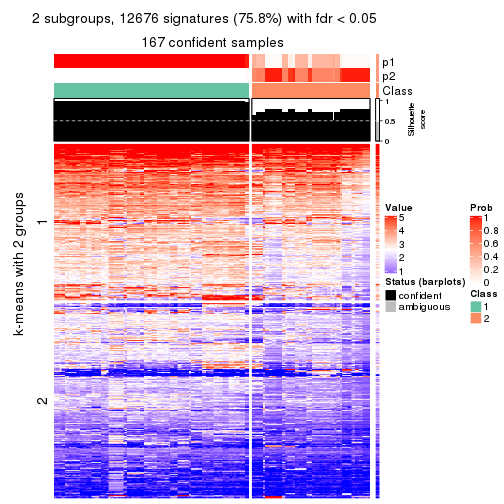 2 subgroups, 12676 signatures (75.8%) with fdr < 0.05
167 confident samples
p1
p2
Class
1
0.5
0
Silhouette
score
k-means with 2 groups
1
2
Value
5
4
3
2
1
Status (barplots)
confident
ambiguous
Prob
1
0.8
0.6
0.4
0.2
0
Class
1
2